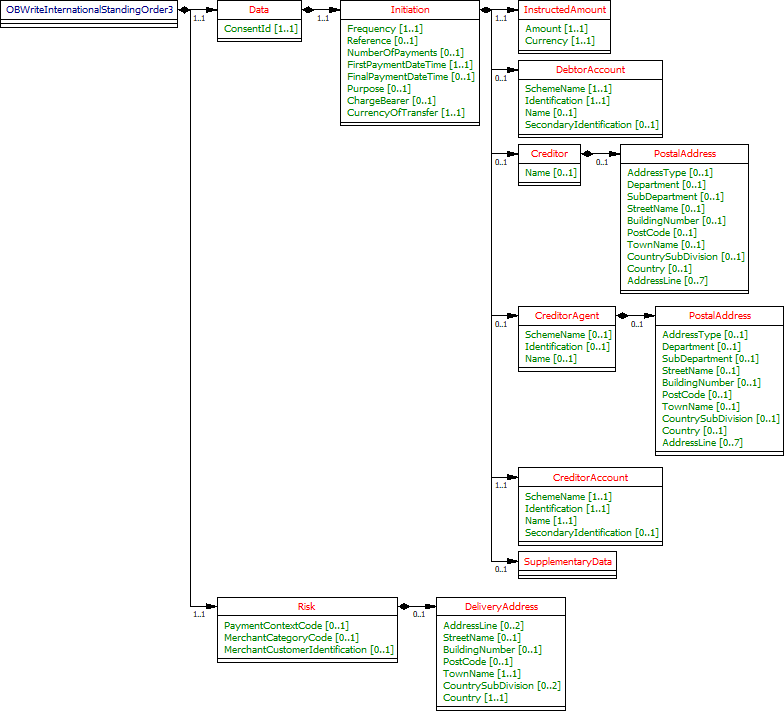 OBWriteInternationalStandingOrder3
1..1
Data
ConsentId [1..1]
1..1
Initiation
Frequency [1..1]
Reference [0..1]
NumberOfPayments [0..1]
FirstPaymentDateTime [1..1]
FinalPaymentDateTime [0..1]
Purpose [0..1]
ChargeBearer [0..1]
CurrencyOfTransfer [1..1]
1..1
InstructedAmount
Amount [1..1]
Currency [1..1]
0..1
DebtorAccount
SchemeName [1..1]
Identification [1..1]
Name [0..1]
SecondaryIdentification [0..1]
0..1
Creditor
Name [0..1]
0..1
PostalAddress
AddressType [0..1]
Department [0..1]
SubDepartment [0..1]
StreetName [0..1]
BuildingNumber [0..1]
PostCode [0..1]
TownName [0..1]
CountrySubDivision [0..1]
Country [0..1]
AddressLine [0..7]
0..1
CreditorAgent
SchemeName [0..1]
Identification [0..1]
Name [0..1]
0..1
PostalAddress
AddressType [0..1]
Department [0..1]
SubDepartment [0..1]
StreetName [0..1]
BuildingNumber [0..1]
PostCode [0..1]
TownName [0..1]
CountrySubDivision [0..1]
Country [0..1]
AddressLine [0..7]
1..1
CreditorAccount
SchemeName [1..1]
Identification [1..1]
Name [1..1]
SecondaryIdentification [0..1]
0..1
SupplementaryData
1..1
Risk
PaymentContextCode [0..1]
MerchantCategoryCode [0..1]
MerchantCustomerIdentification [0..1]
0..1
DeliveryAddress
AddressLine [0..2]
StreetName [0..1]
BuildingNumber [0..1]
PostCode [0..1]
TownName [1..1]
CountrySubDivision [0..2]
Country [1..1]